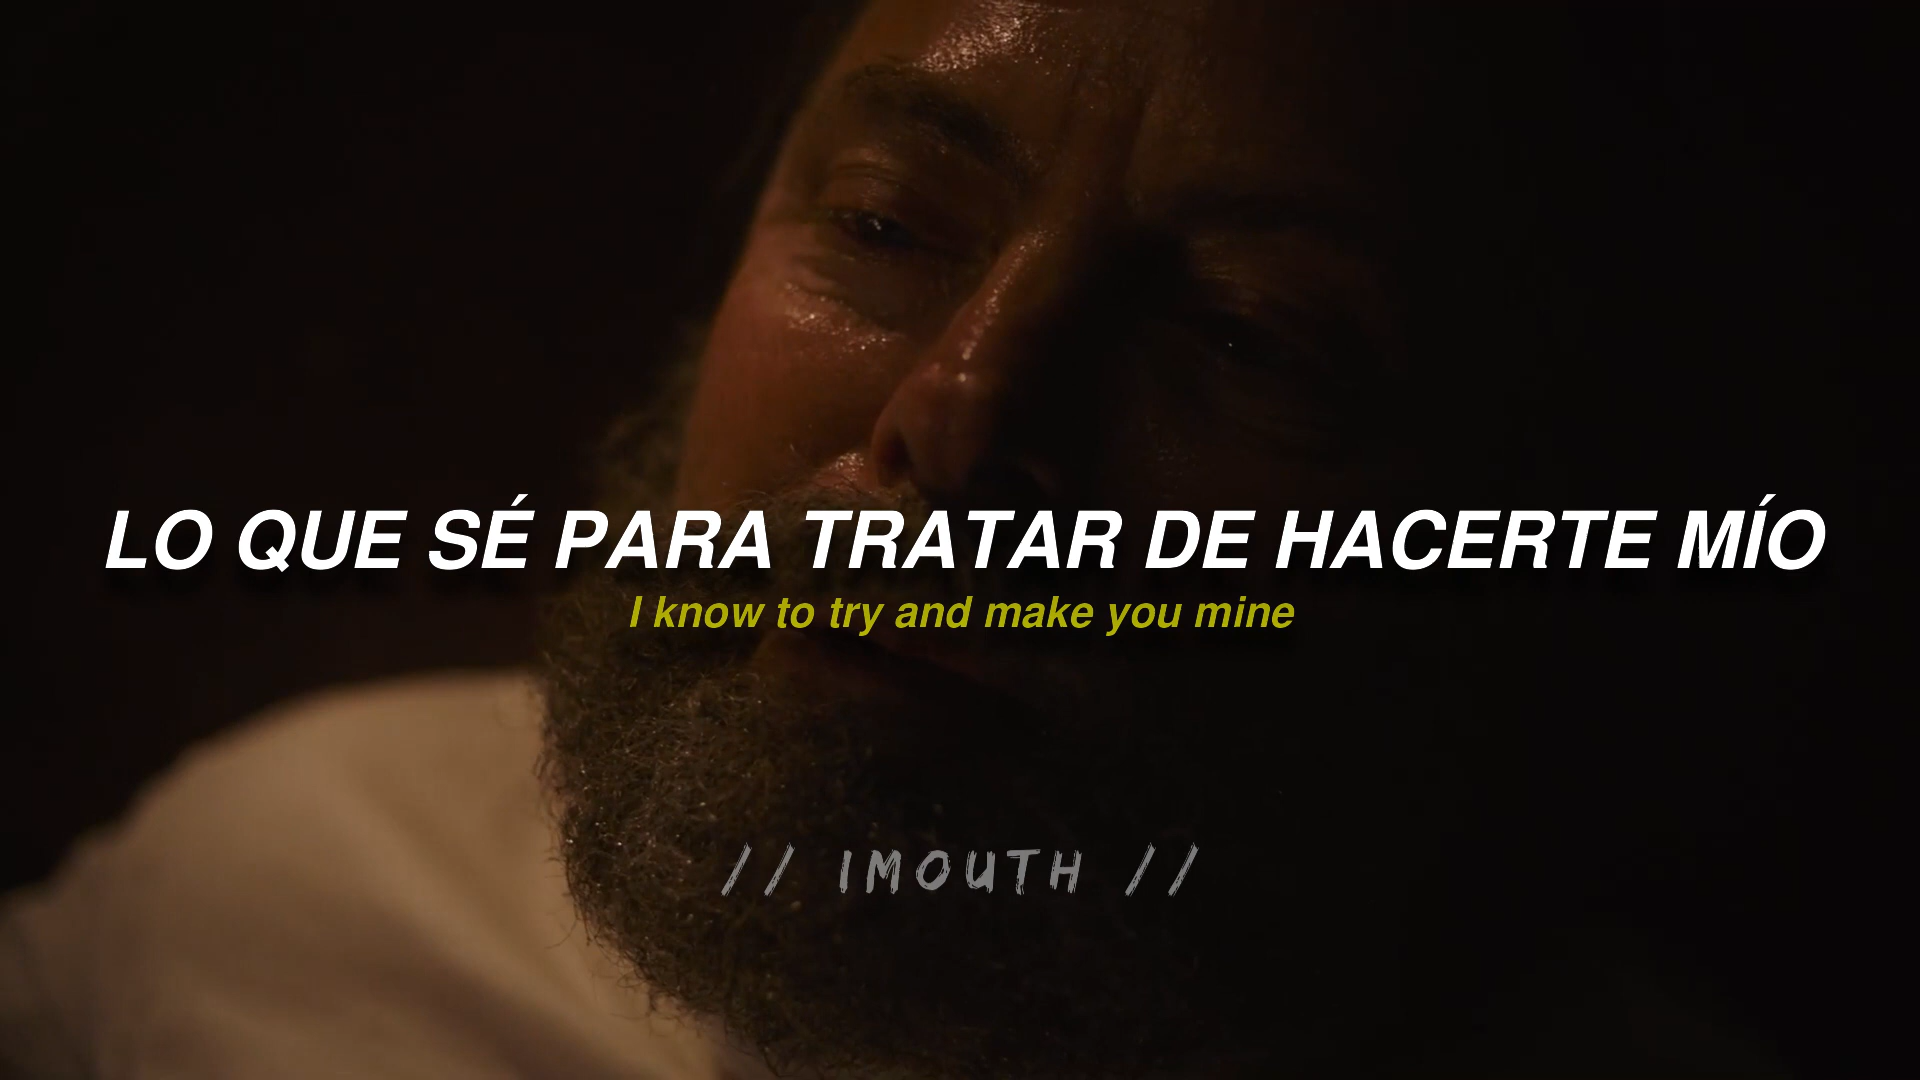 LO QUE SÉ PARA TRATAR DE HACERTE MÍO
I know to try and make you mine
// IMOUTH //